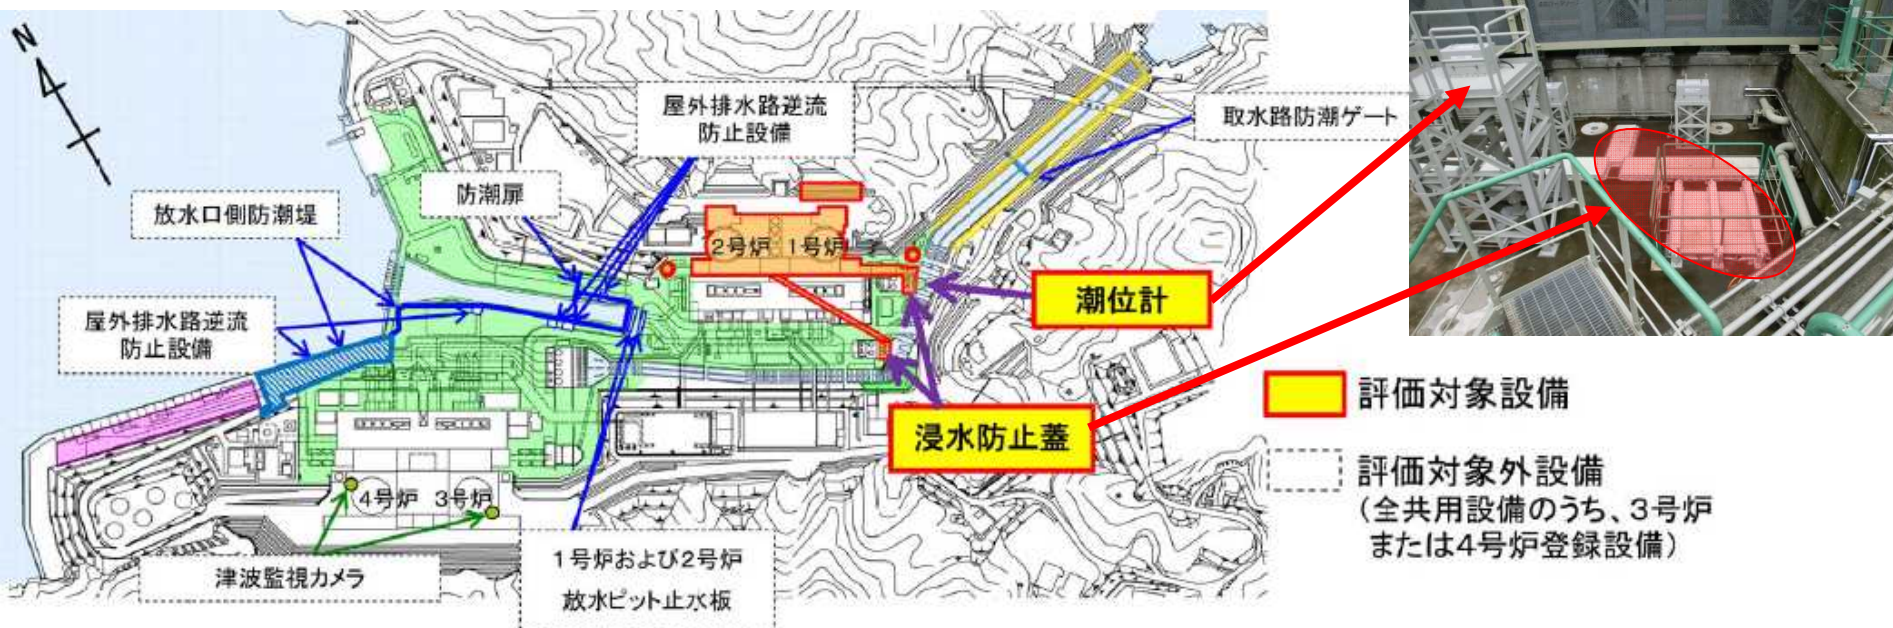 N
屋外排水路逆流
防止設備
取水路防潮ゲート
防潮扉
放水口側防潮堤
2号炉 1号炉
潮位計
屋外排水路逆流
防止設備
浸水防止蓋
評価対象設備
評価対象外設備
(全共用設備のうち、3号炉
または4号炉登録設備)
4号炉 3号炉
津波監視カメラ
1号炉および2号炉
放水ピット止水板